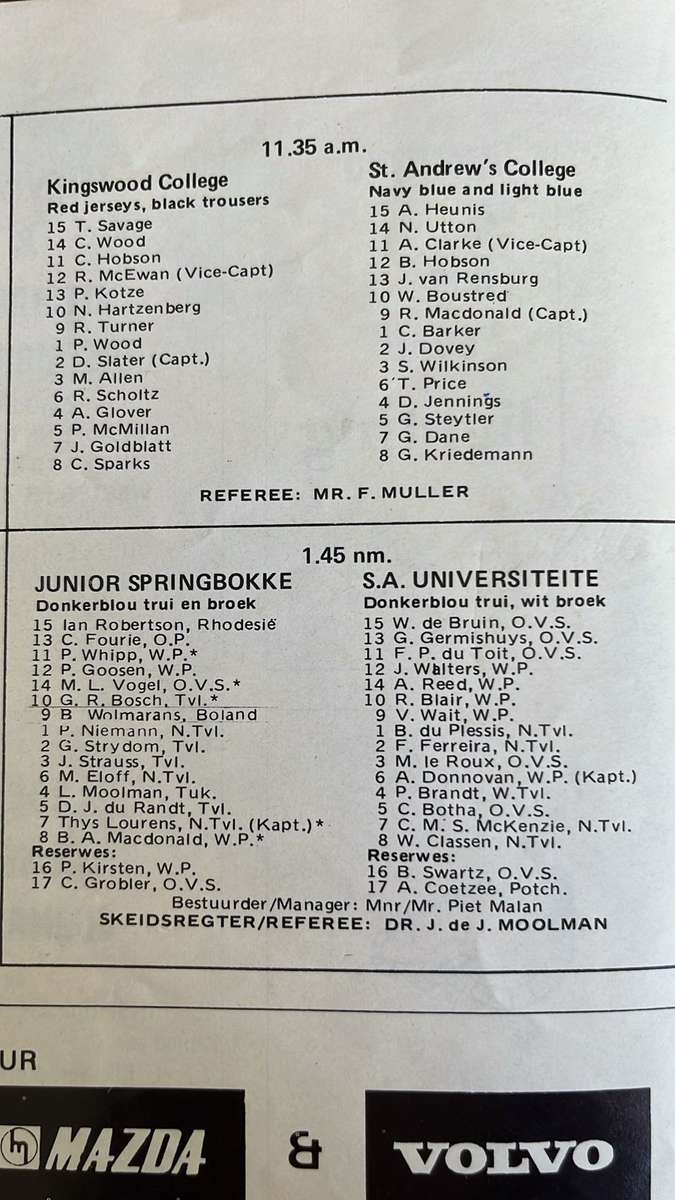 11.35 a.m.
Kingswood College
Red jerseys, black trousers
15 T. Savage
14 C. Wood
11 C. Hobson
12 R. McEwan (Vice-Capt)
13 P. Kotze
10 N. Hartzenberg
9 R. Turner
1 P. Wood
2 D. Slater (Capt.)
3 M. Allen
6 R. Scholtz
4 A. Glover
5 P. McMillan
7 J. Goldblatt
8 C. Sparks
St. Andrew's College
Navy blue and light blue
15 A. Heunis
14 N. Utton
11 A. Clarke (Vice-Capt)
12 B. Hobson
13 J. van Rensburg
10 W. Boustred
9 R. Macdonald (Capt.)
1 C. Barker
2 J. Dovey
3 S. Wilkinson
6 T. Price
4 D. Jennings
5 G. Steytler
7 G. Dane
8 G. Kriedemann
REFEREE: MR. F. MULLER
1.45 nm.
JUNIOR SPRINGBOKKE
Donkerblou trui en broek
15 Ian Robertson, Rhodesië
13 C. Fourie, O.P.
11 P. Whipp, W.P.*
12 P. Goosen, W.P.
14 M. L. Vogel, O.V.S.*
10 G. R. Bosch, Tvl.*
9 B Wolmarans, Boland
1 P. Niemann, N.Tvl.
2 G. Strydom, Tvl.
3 J. Strauss, Tvl.
6 M. Eloff, N.Tvl.
4 L. Moolman, Tuk.
5 D. J. du Randt, Tvl.
7 Thys Lourens, N.Tvl. (Kapt.)*
8 B. A. Macdonald, W.P.*
Reserwes:
16 P. Kirsten, W.P.
17 C. Grobler, O.V.S.
S.A. UNIVERSITEITE
Donkerblou trui, wit broek
15 W. de Bruin, O.V.S.
13 G. Germishuys, O.V.S.
11 F. P. du Toit, O.V.S.
12 J. Walters, W.P.
14 A. Reed, W.P.
10 R. Blair, W.P.
9 V. Wait, W.P.
1 B. du Plessis, N.Tvl.
2 F. Ferreira, N.Tvl.
3 M. le Roux, O.V.S.
6 A. Donnovan, W.P. (Kapt.)
4 P. Brandt, W.Tvl.
5 C. Botha, O.V.S.
7 C. M. S. McKenzie, N.Tvl.
8 W. Classen, N.Tvl.
Reserwes:
16 B. Swartz, O.V.S.
17 A. Coetzee, Potch.
Bestuurder/Manager: Mnr/Mr. Piet Malan
SKEIDSREGTER/REFEREE: DR. J. de J. MOOLMAN
UR
m MAZDA & VOLVO